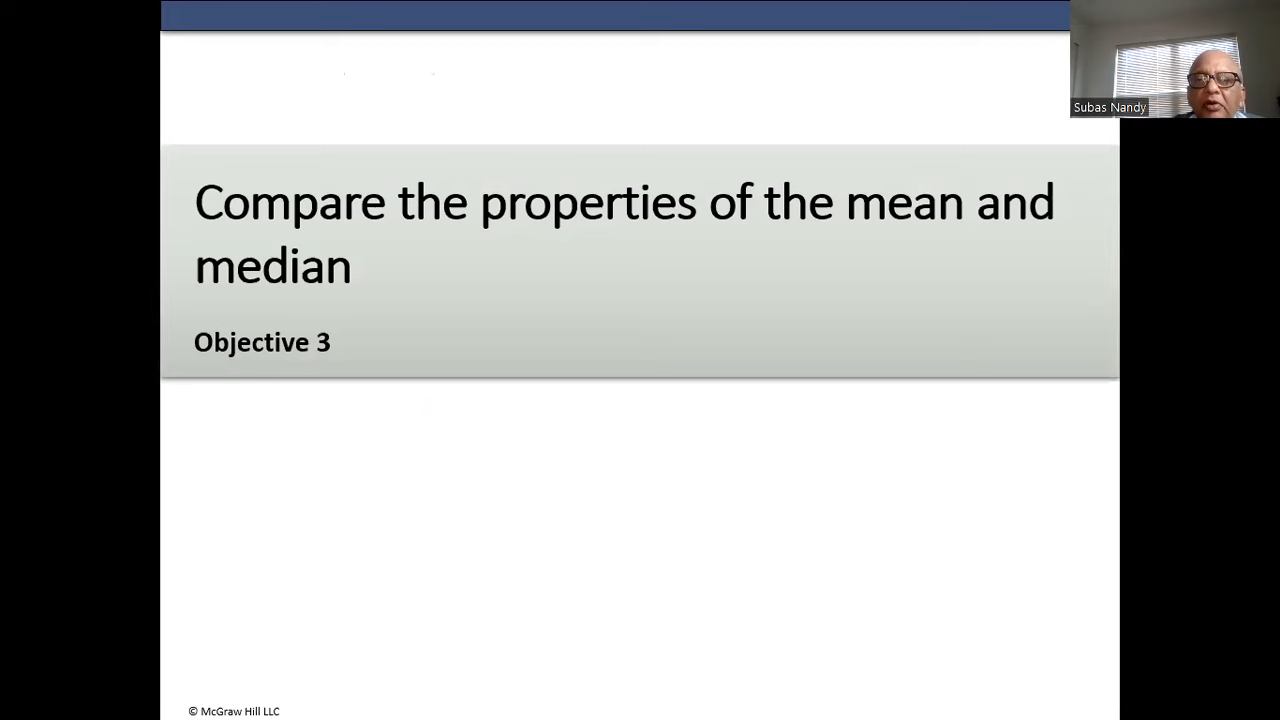 Subas Nandy
Compare the properties of the mean and
median
Objective 3
© McGraw Hill LLC